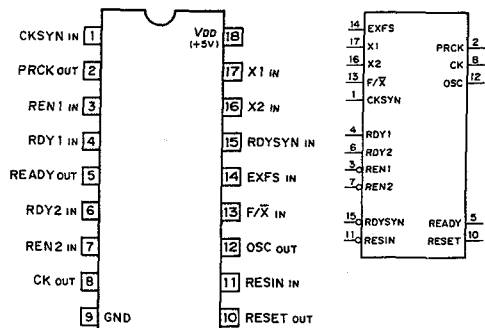 CKSYN IN 1
PRCK OUT 2
REN1 IN 3
RDY1 IN 4
READY OUT 5
RDY2 IN 6
REN2 IN 7
CK OUT 8
9 GND
VDD 18
(+5V)
17 X1 IN
16 X2 IN
15 RDYSYN IN
14 EXFS IN
13 F/X̅ IN
12 OSC OUT
11 RESIN IN
10 RESET OUT
14 EXFS
17 X1 PRCK 2
16 X2 CK 8
13 F/X̅ OSC 12
1 CKSYN
4 RDY1
6 RDY2
3 REN1
7 REN2
15 RDYSYN READY 5
11 RESIN RESET 10